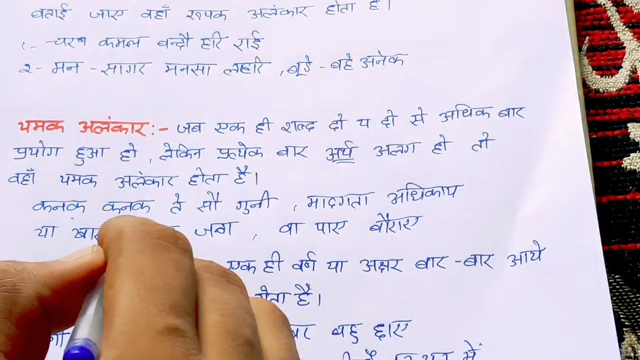 बताई जाए वहाँ रूपक अलंकार होता है।
1.- चरन कमल बन्दौ हरि राई
2- मन-सागर मनसा लहरि, बूड़े-बहे अनेक
यमक अलंकार:- जब एक ही शब्द दो य दो से अधिक बार
प्रयोग हुआ हो, लेकिन प्रत्येक बार अर्थ अलग हो तो
वहाँ यमक अलंकार होता है।
कनक कनक ते सौ गुनी, मादगता अधिकाप
या जग, वा पाए बौराए
एक ही वर्ण या अक्षर बार-बार आये
होता है।
बहु द्वार
में